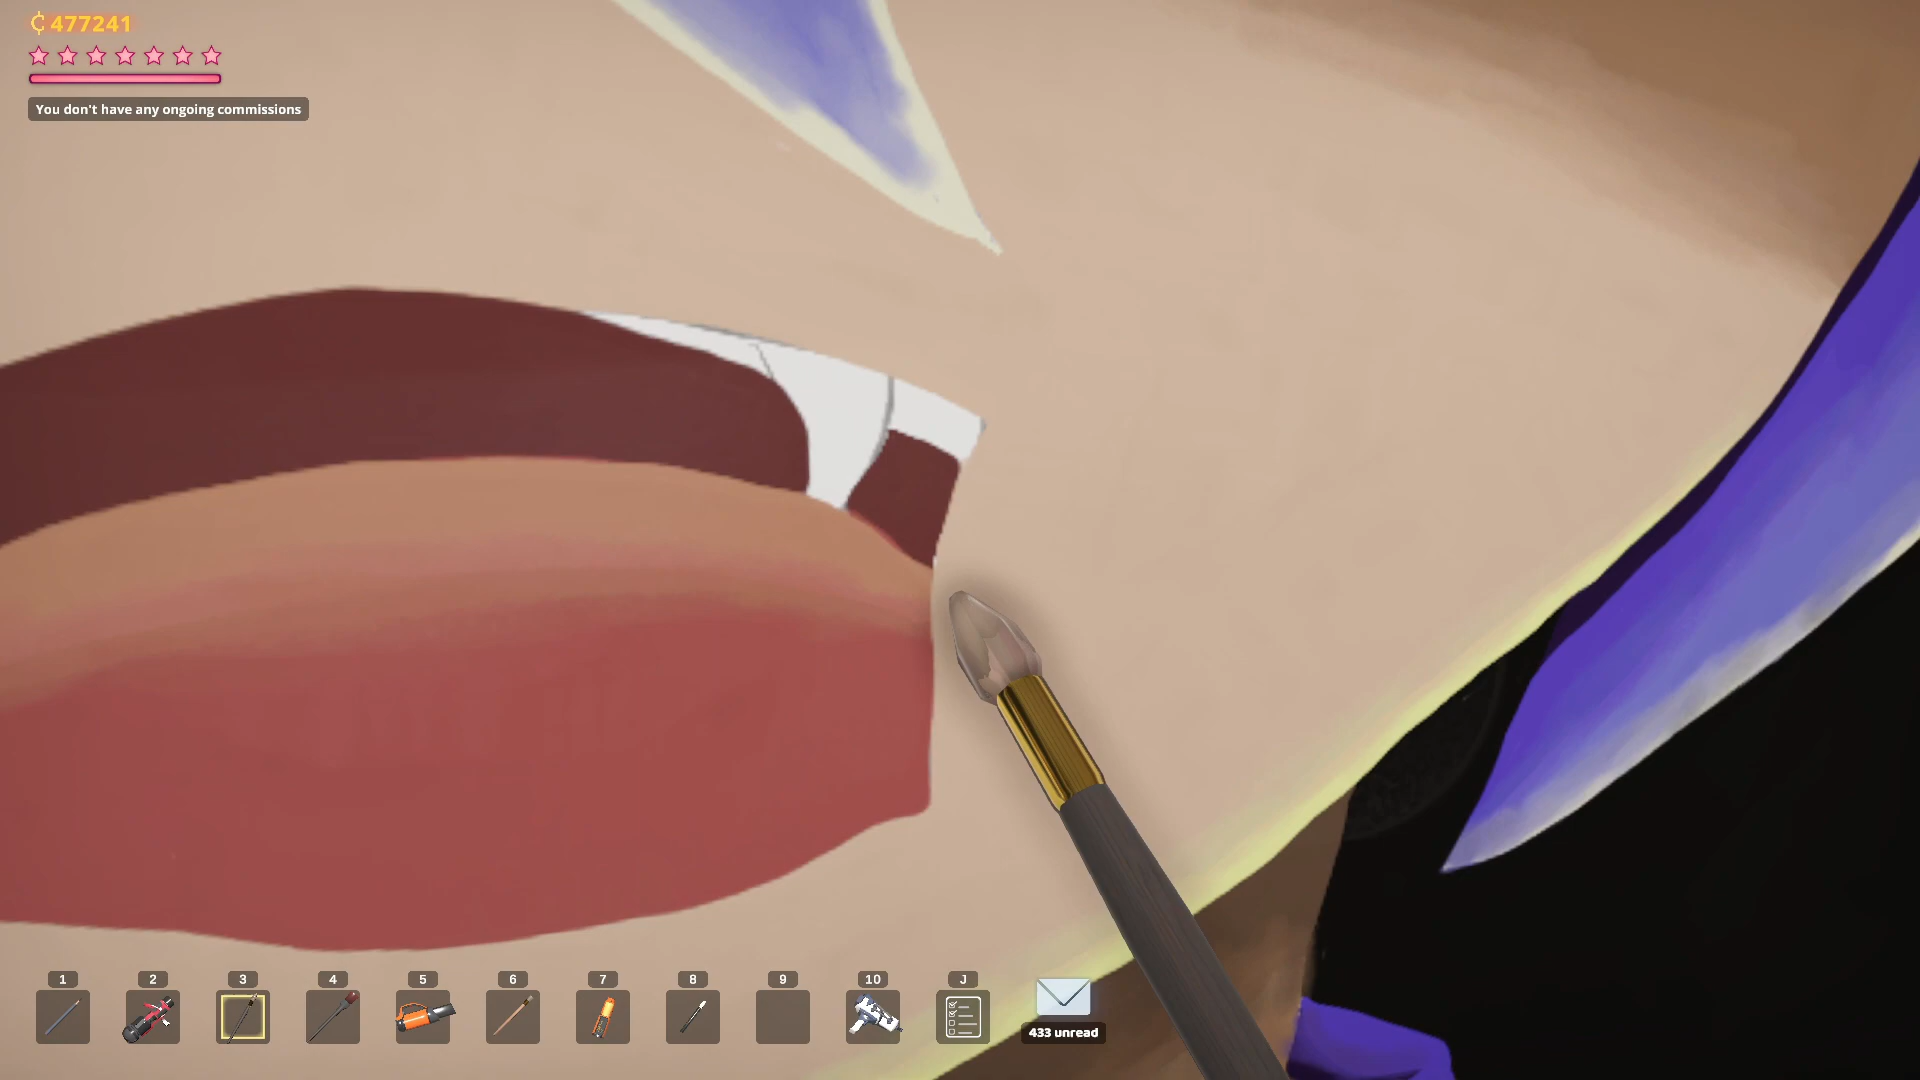 ₵ 477241
You don't have any ongoing commissions
1 2 3 4 5 6 7 8 9 10 J
433 unread